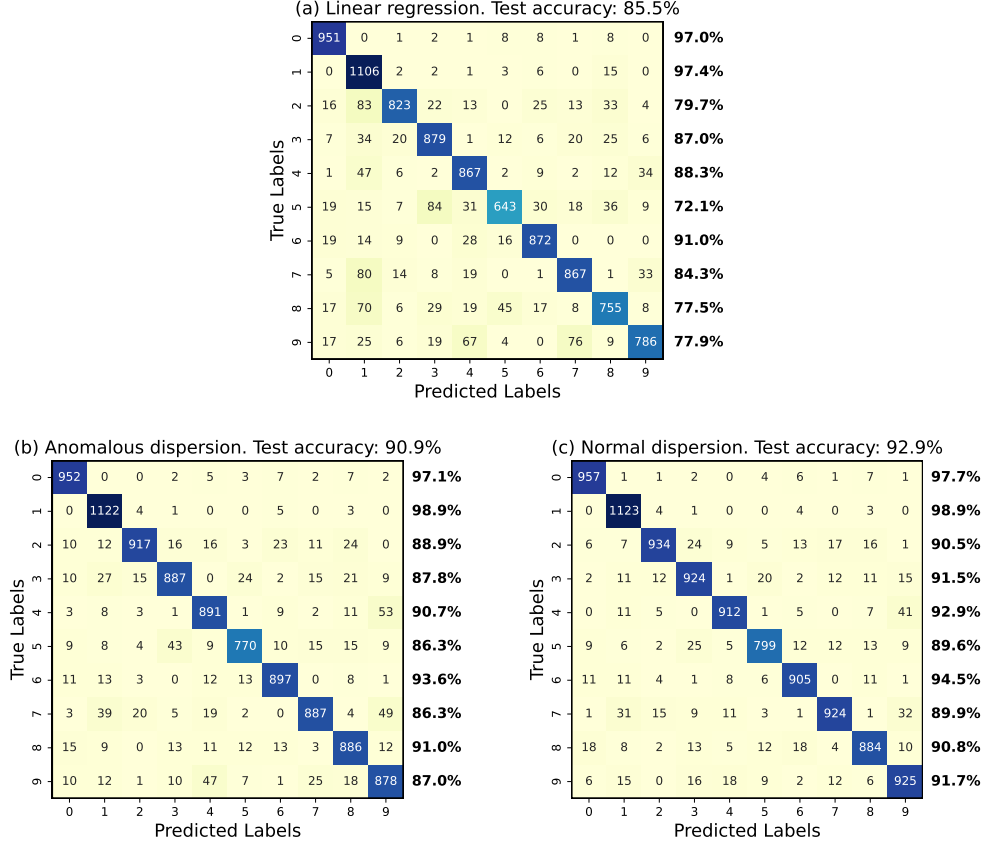 (a) Linear regression. Test accuracy: 85.5%
0 951 0 1 2 1 8 8 1 8 0 97.0%
1 0 1106 2 2 1 3 6 0 15 0 97.4%
2 16 83 823 22 13 0 25 13 33 4 79.7%
3 7 34 20 879 1 12 6 20 25 6 87.0%
4 1 47 6 2 867 2 9 2 12 34 88.3%
5 19 15 7 84 31 643 30 18 36 9 72.1%
6 19 14 9 0 28 16 872 0 0 0 91.0%
7 5 80 14 8 19 0 1 867 1 33 84.3%
8 17 70 6 29 19 45 17 8 755 8 77.5%
9 17 25 6 19 67 4 0 76 9 786 77.9%
True Labels
0 1 2 3 4 5 6 7 8 9
Predicted Labels
(b) Anomalous dispersion. Test accuracy: 90.9%
0 952 0 0 2 5 3 7 2 7 2 97.1%
1 0 1122 4 1 0 0 5 0 3 0 98.9%
2 10 12 917 16 16 3 23 11 24 0 88.9%
3 10 27 15 887 0 24 2 15 21 9 87.8%
4 3 8 3 1 891 1 9 2 11 53 90.7%
5 9 8 4 43 9 770 10 15 15 9 86.3%
6 11 13 3 0 12 13 897 0 8 1 93.6%
7 3 39 20 5 19 2 0 887 4 49 86.3%
8 15 9 0 13 11 12 13 3 886 12 91.0%
9 10 12 1 10 47 7 1 25 18 878 87.0%
True Labels
0 1 2 3 4 5 6 7 8 9
Predicted Labels
(c) Normal dispersion. Test accuracy: 92.9%
0 957 1 1 2 0 4 6 1 7 1 97.7%
1 0 1123 4 1 0 0 4 0 3 0 98.9%
2 6 7 934 24 9 5 13 17 16 1 90.5%
3 2 11 12 924 1 20 2 12 11 15 91.5%
4 0 11 5 0 912 1 5 0 7 41 92.9%
5 9 6 2 25 5 799 12 12 13 9 89.6%
6 11 11 4 1 8 6 905 0 11 1 94.5%
7 1 31 15 9 11 3 1 924 1 32 89.9%
8 18 8 2 13 5 12 18 4 884 10 90.8%
9 6 15 0 16 18 9 2 12 6 925 91.7%
True Labels
0 1 2 3 4 5 6 7 8 9
Predicted Labels